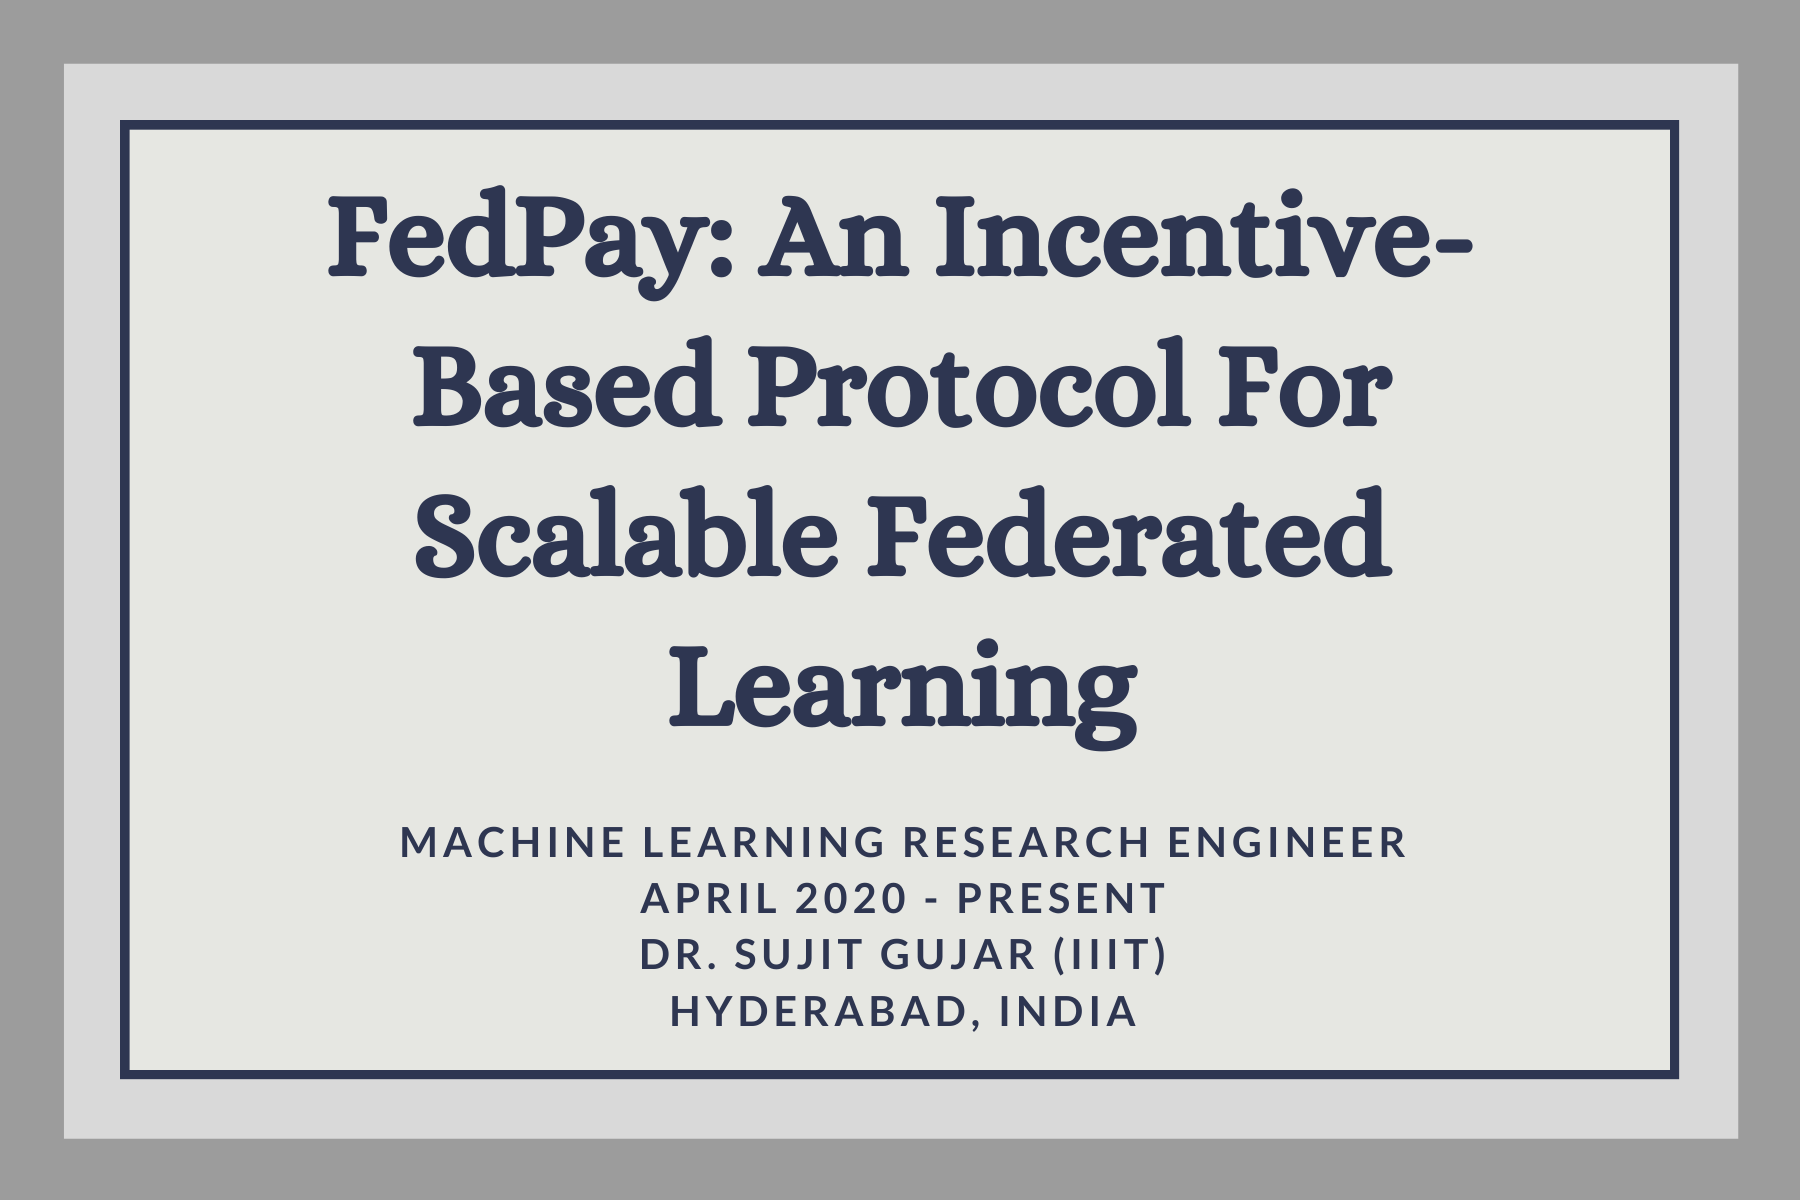 FedPay: An Incentive-
Based Protocol For
Scalable Federated
Learning
MACHINE LEARNING RESEARCH ENGINEER
APRIL 2020 - PRESENT
DR. SUJIT GUJAR (IIIT)
HYDERABAD, INDIA